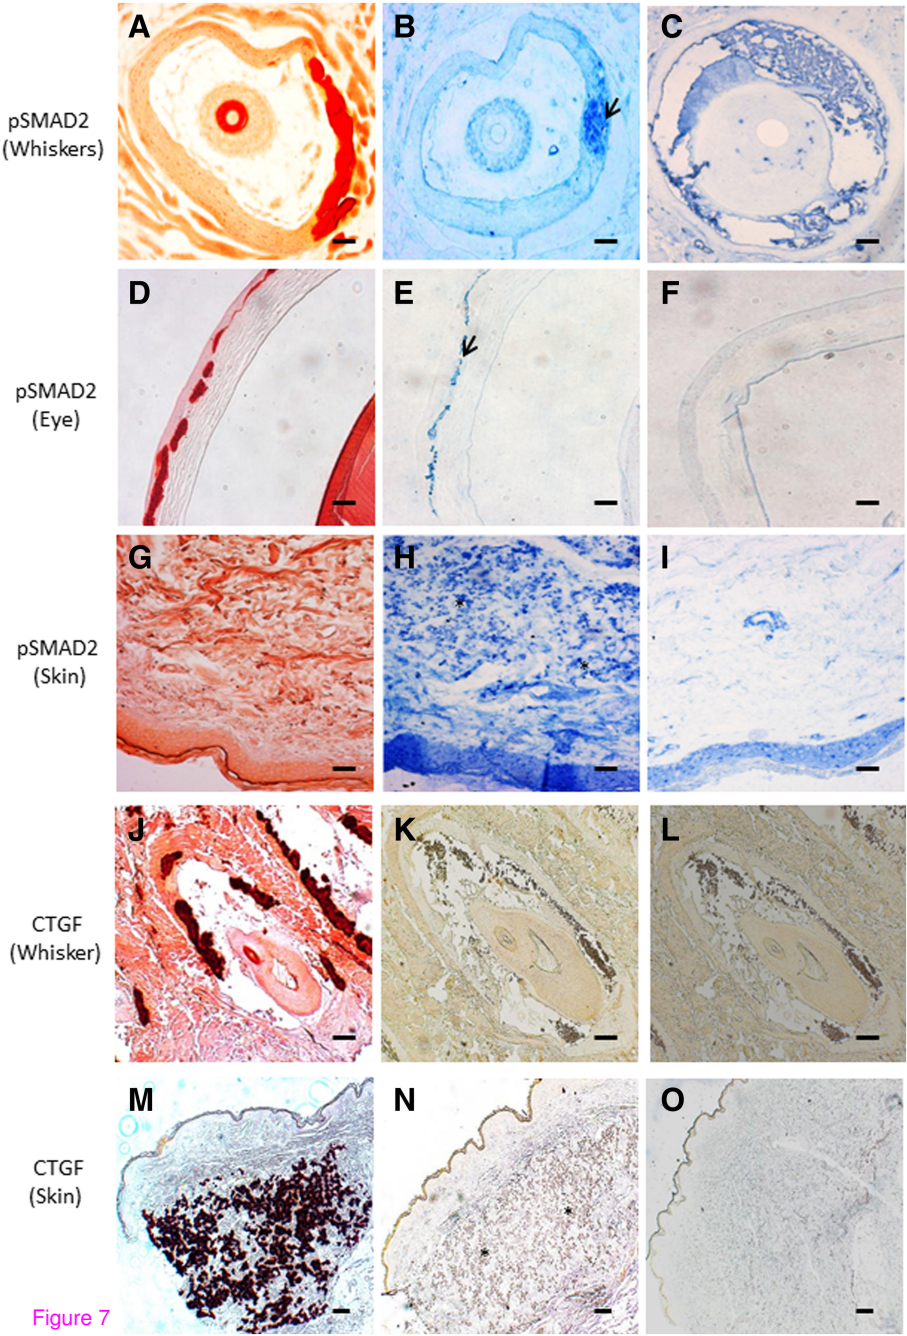 A B C
pSMAD2
(Whiskers)
D E F
pSMAD2
(Eye)
G H I
pSMAD2
(Skin)
J K L
CTGF
(Whisker)
M N O
CTGF
(Skin)
Figure 7